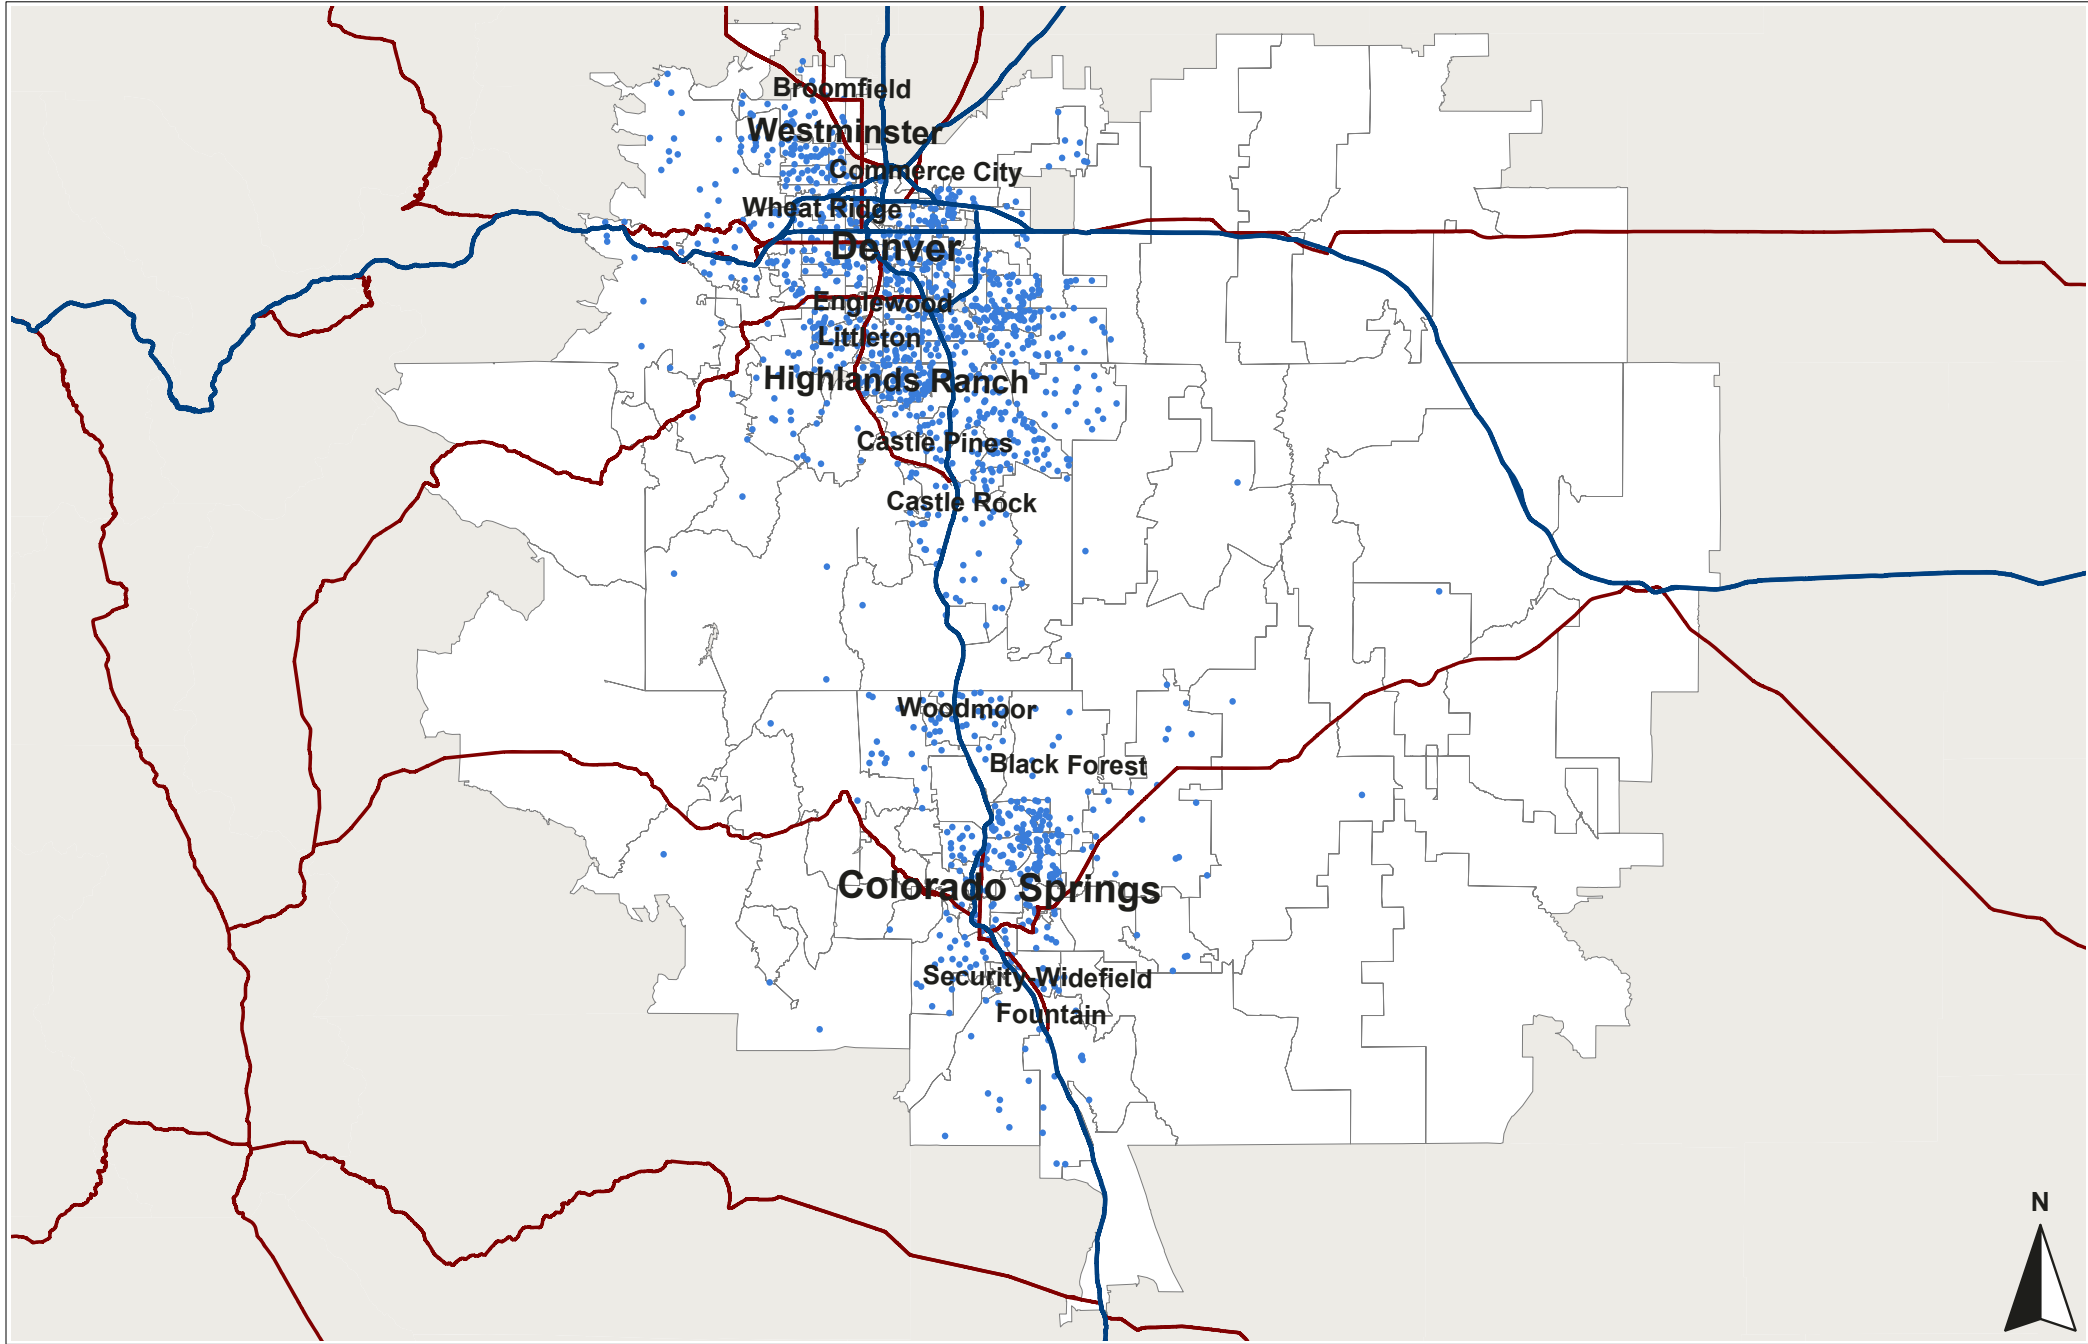 Broomfield
Westminster
Commerce City
Wheat Ridge
Denver
Englewood
Littleton
Highlands Ranch
Castle Pines
Castle Rock
Woodmoor
Black Forest
Colorado Springs
Security-Widefield
Fountain
N